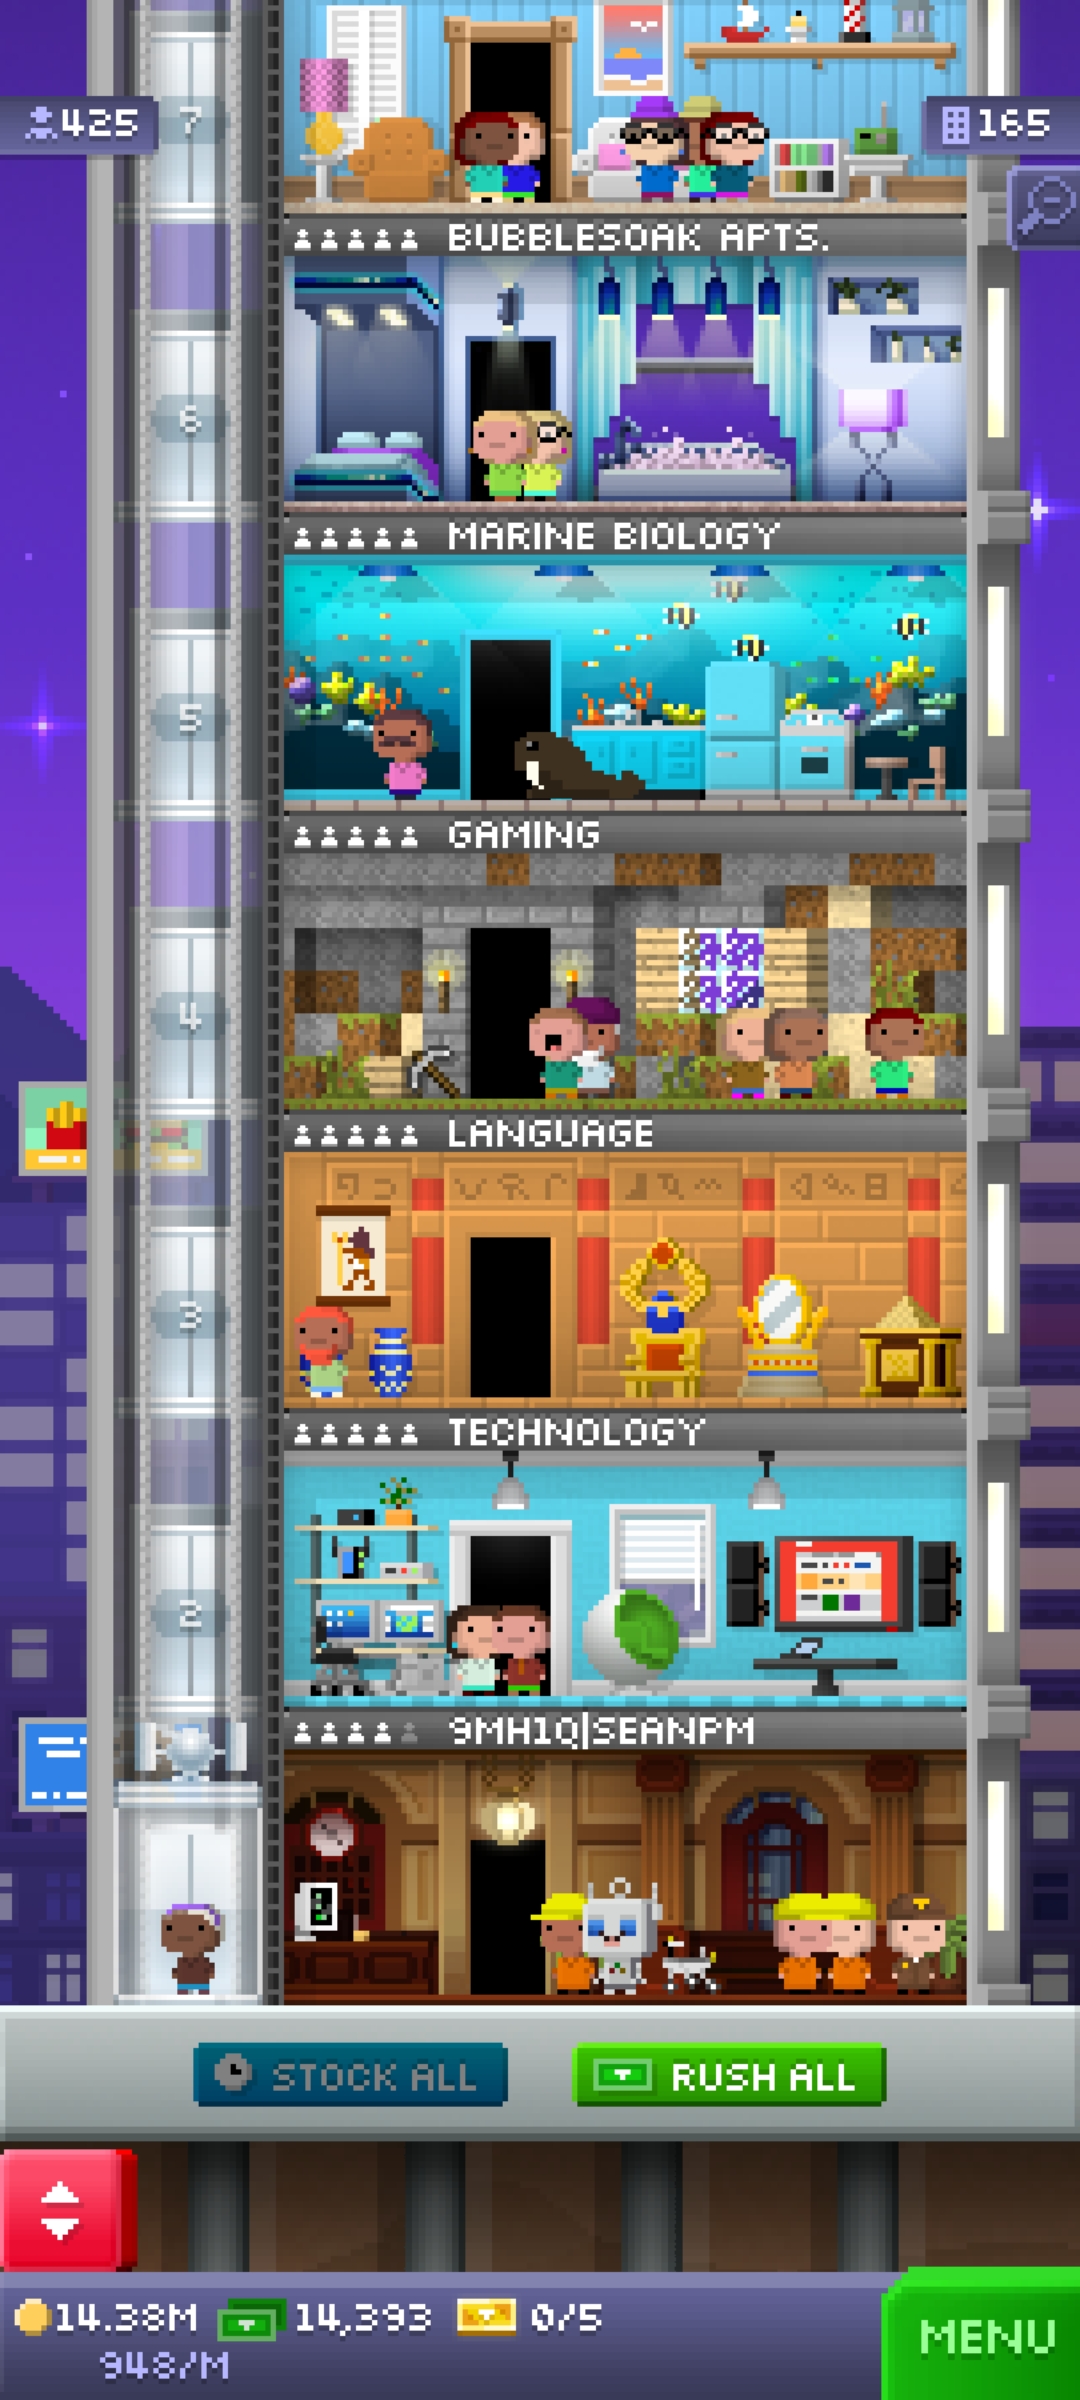 7
425
165
BUBBLESOAK APTS.
6
MARINE BIOLOGY
5
GAMING
4
LANGUAGE
3
TECHNOLOGY
2
9MH1Q|SEANPM
STOCK ALL
RUSH ALL
14.38M 14,393 0/5
948/M
MENU